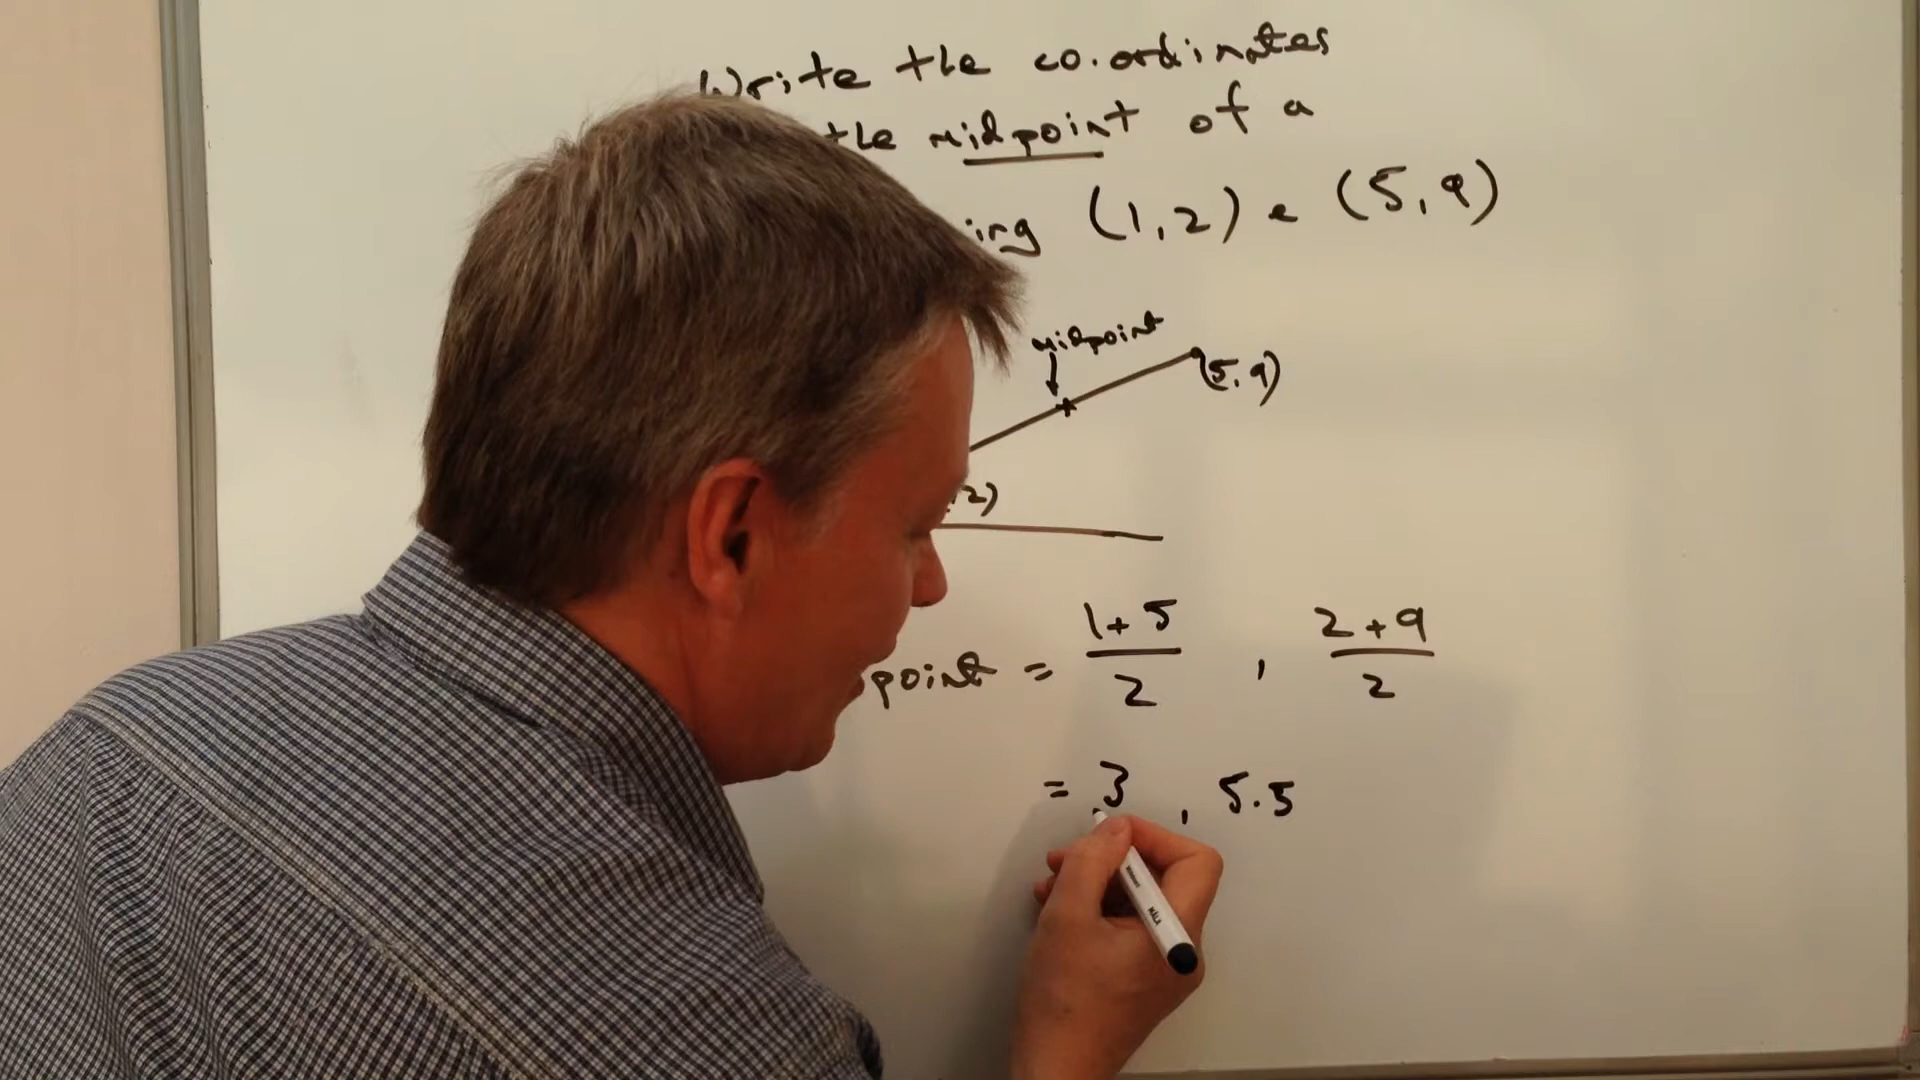 Write the co.ordinates
the midpoint of a
ing (1,2) e (5,9)
midpoint
(5,9)
2)
point = 1+5/2 , 2+9/2
= 3 , 5.5
MÅLA